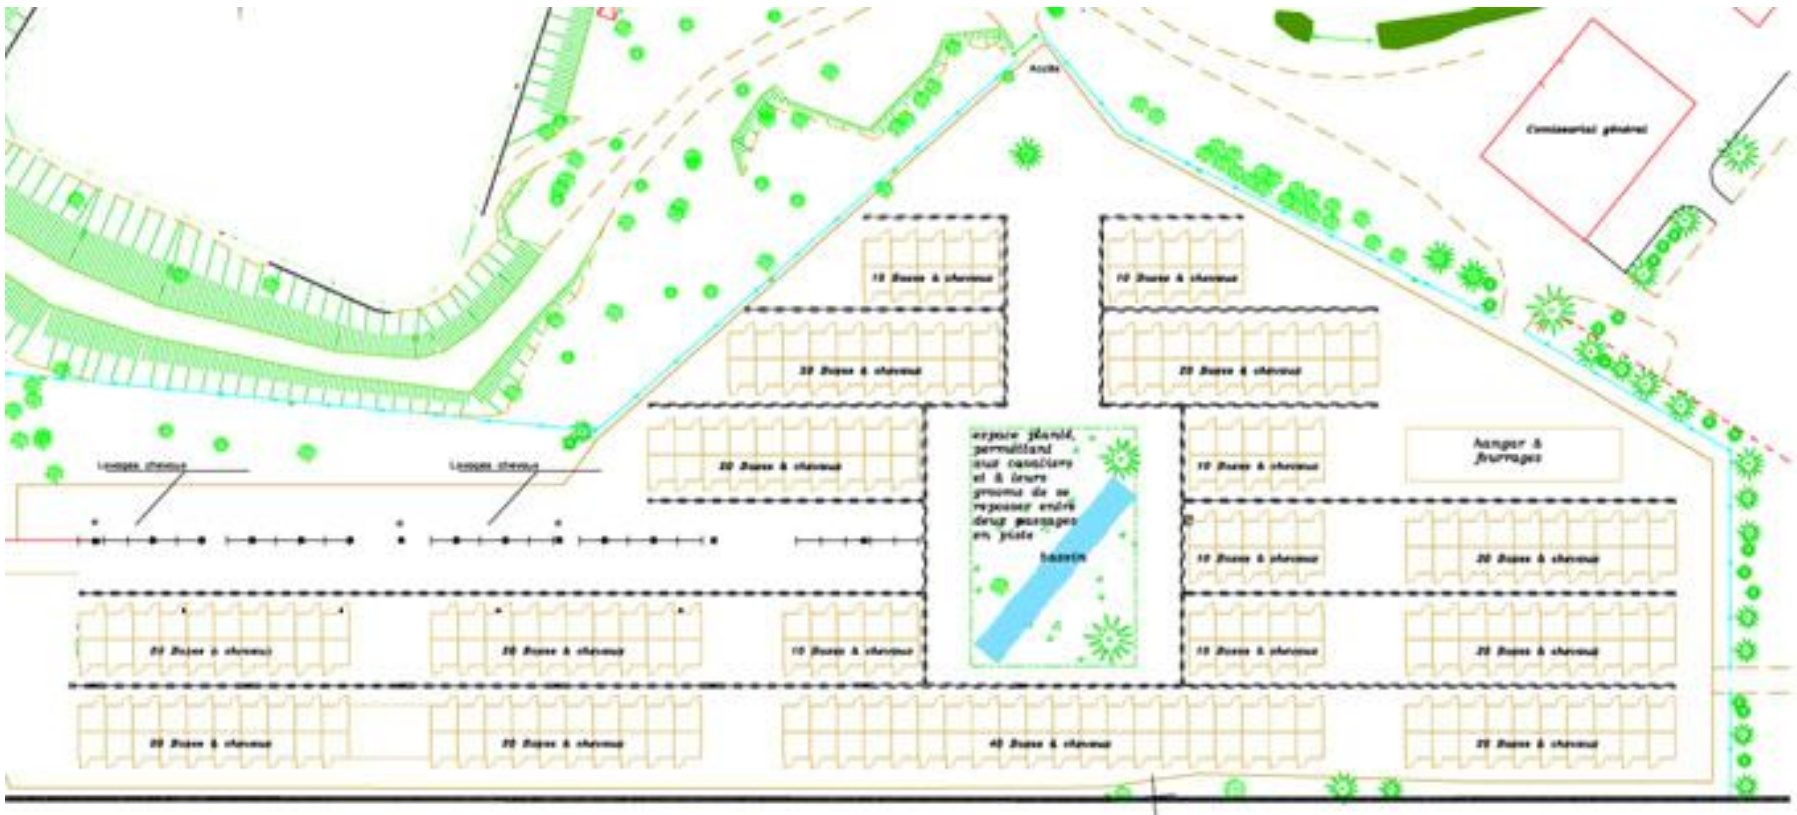 Accès
Commissariat général
10 Boxes à chevaux
10 Boxes à chevaux
20 Boxes à chevaux
20 Boxes à chevaux
espace planté,
permettant
aux cavaliers
et à leurs
grooms de se
reposer entre
deux passages
en piste
bassin
hangar à
fourrages
Lavages chevaux
Lavages chevaux
20 Boxes à chevaux
10 Boxes à chevaux
10 Boxes à chevaux
20 Boxes à chevaux
20 Boxes à chevaux
20 Boxes à chevaux
10 Boxes à chevaux
10 Boxes à chevaux
20 Boxes à chevaux
20 Boxes à chevaux
20 Boxes à chevaux
40 Boxes à chevaux
20 Boxes à chevaux